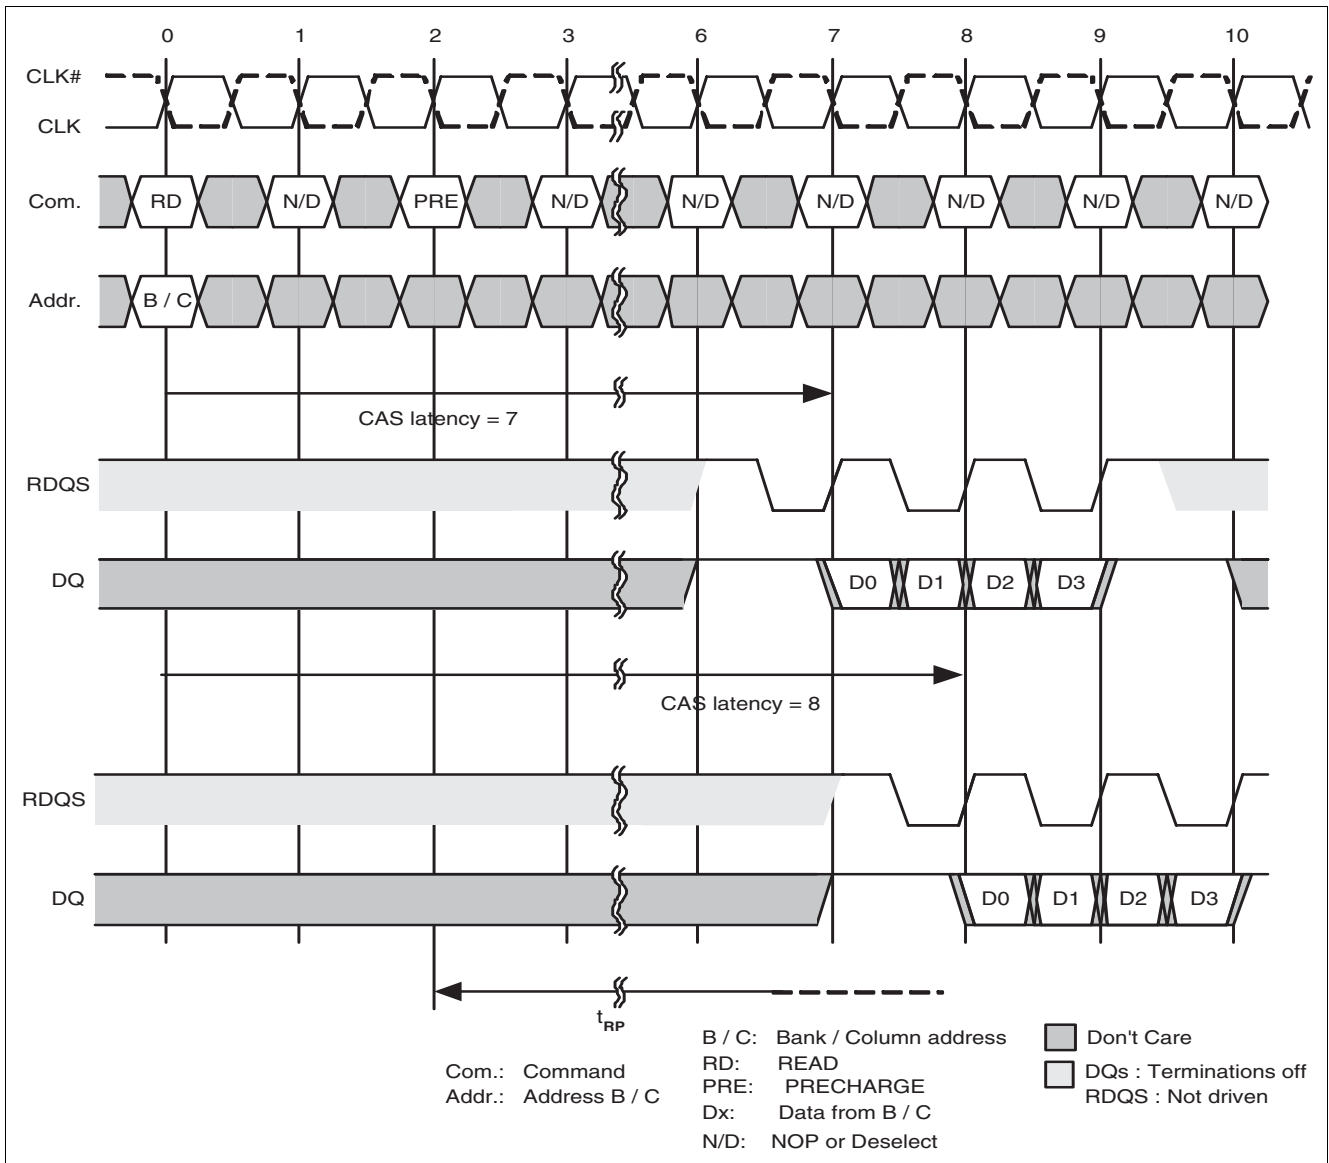 0 1 2 3 6 7 8 9 10
CLK#
CLK
Com. RD N/D PRE N/D N/D N/D N/D N/D N/D
Addr. B / C
CAS latency = 7
RDQS
DQ D0 D1 D2 D3
CAS latency = 8
RDQS
DQ D0 D1 D2 D3
tRP
Com.: Command
Addr.: Address B / C
B / C: Bank / Column address
RD: READ
PRE: PRECHARGE
Dx: Data from B / C
N/D: NOP or Deselect
Don't Care
DQs : Terminations off
RDQS : Not driven